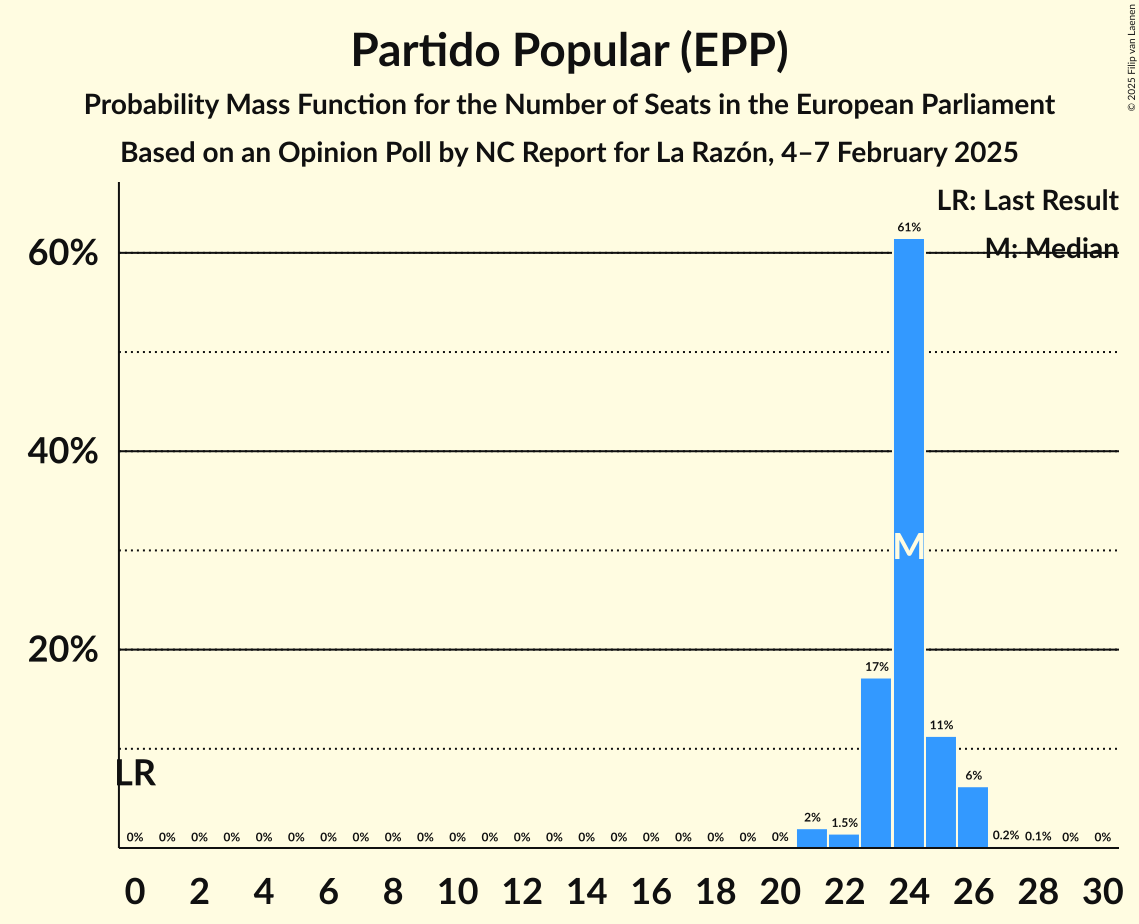 Partido Popular (EPP)
Probability Mass Function for the Number of Seats in the European Parliament
Based on an Opinion Poll by NC Report for La Razón, 4–7 February 2025
© 2025 Filip van Laenen
LR: Last Result
M: Median
60%
40%
20%
61%
M
17%
11%
6%
LR
0% 0% 0% 0% 0% 0% 0% 0% 0% 0% 0% 0% 0% 0% 0% 0% 0% 0% 0% 0% 0% 2% 1.5% 0.2% 0.1% 0% 0%
0 2 4 6 8 10 12 14 16 18 20 22 24 26 28 30